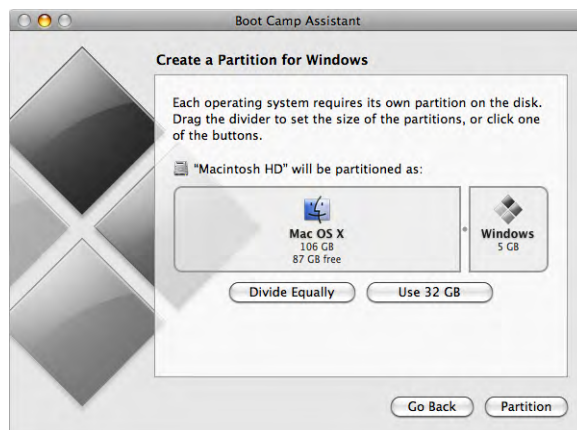 Boot Camp Assistant
Create a Partition for Windows
Each operating system requires its own partition on the disk.
Drag the divider to set the size of the partitions, or click one
of the buttons.
"Macintosh HD" will be partitioned as:
Mac OS X
106 GB
87 GB free
Windows
5 GB
Divide Equally
Use 32 GB
Go Back
Partition